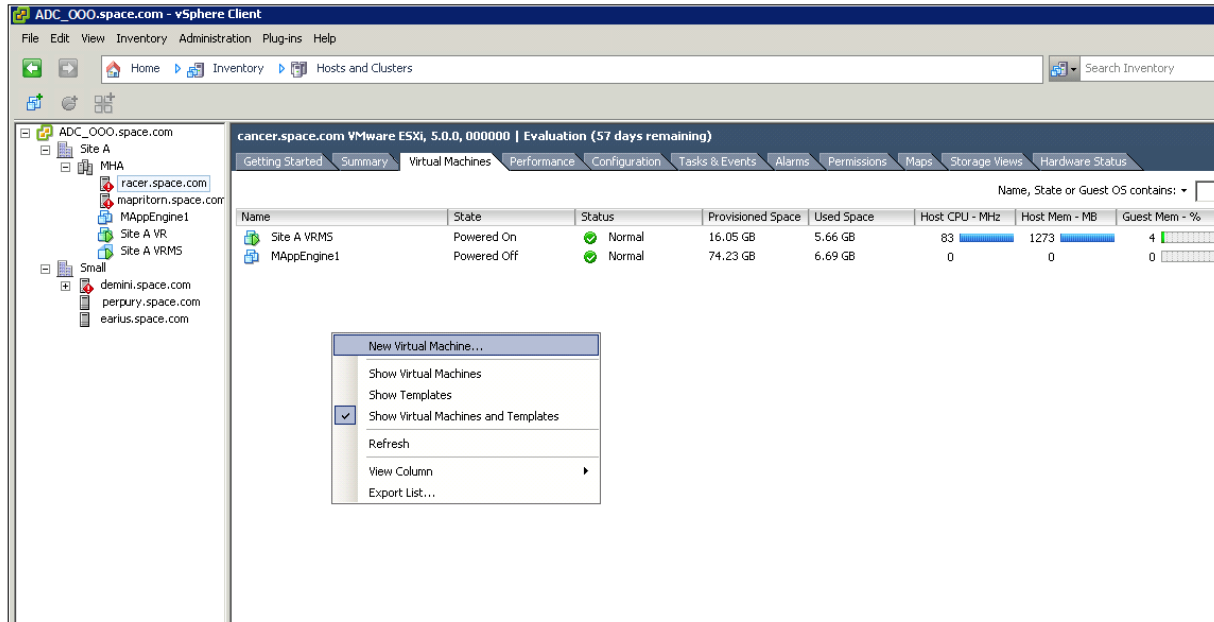 ADC_OOO.space.com - vSphere Client
File Edit View Inventory Administration Plug-ins Help
Home Inventory Hosts and Clusters
Search Inventory
ADC_OOO.space.com
Site A
MHA
racer.space.com
mapritorn.space.com
MAppEngine1
Site A VR
Site A VRMS
Small
demini.space.com
perpury.space.com
earius.space.com
cancer.space.com VMware ESXi, 5.0.0, 000000 | Evaluation (57 days remaining)
Getting Started Summary Virtual Machines Performance Configuration Tasks & Events Alarms Permissions Maps Storage Views Hardware Status
Name, State or Guest OS contains:
Name State Status Provisioned Space Used Space Host CPU - MHz Host Mem - MB Guest Mem - %
Site A VRMS Powered On Normal 16.05 GB 5.66 GB 83 1273 4
MAppEngine1 Powered Off Normal 74.23 GB 6.69 GB 0 0 0
New Virtual Machine...
Show Virtual Machines
Show Templates
Show Virtual Machines and Templates
Refresh
View Column
Export List...